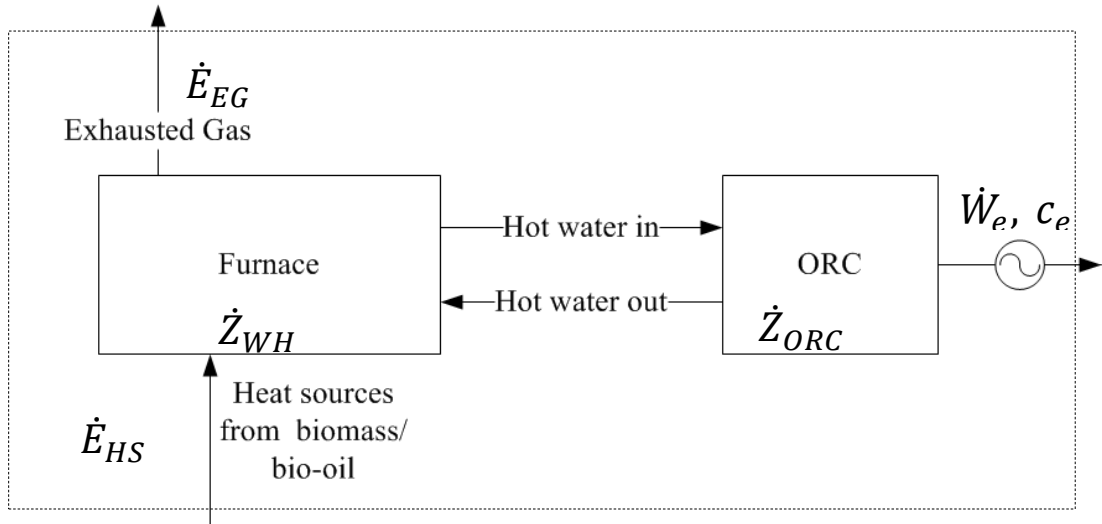 Ė_EG
Exhausted Gas
Hot water in
Ẇ_e, c_e
Furnace
ORC
Hot water out
Ż_WH
Ż_ORC
Heat sources
from biomass/
bio-oil
Ė_HS